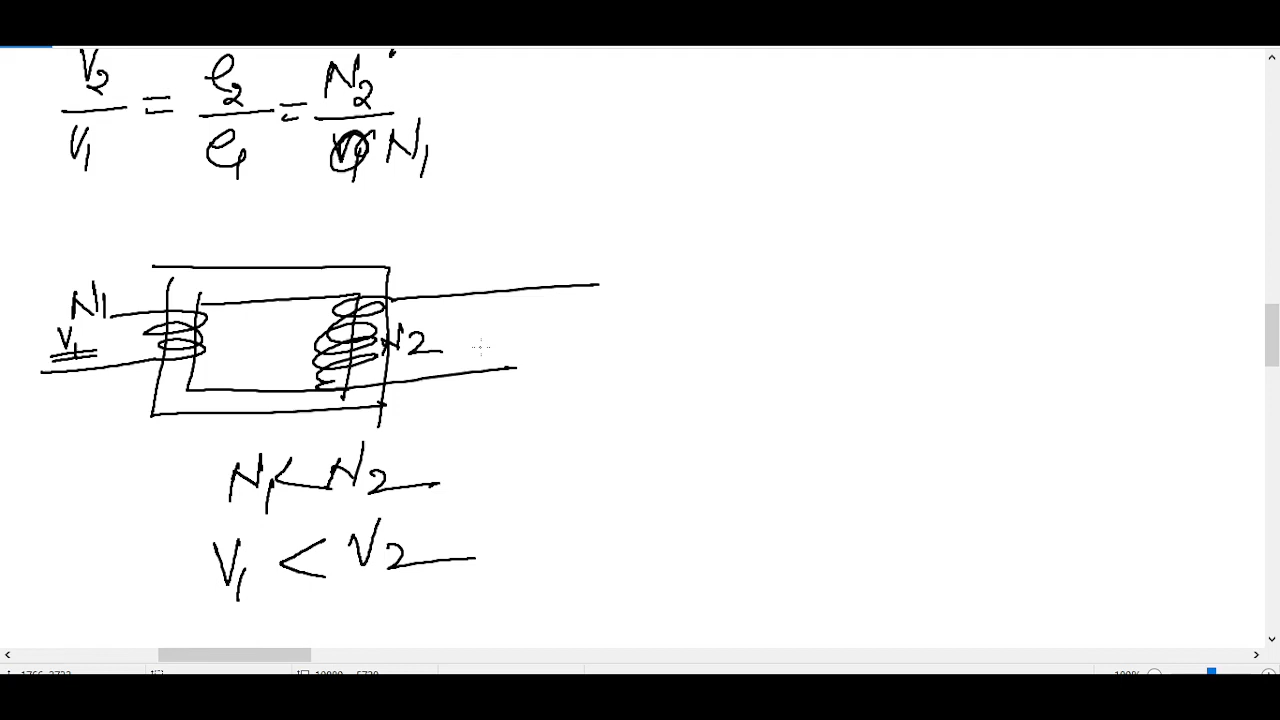 V2 / V1 = e2 / e1 = N2 / N1
N1
V1
N2
N1 < N2
V1 < V2